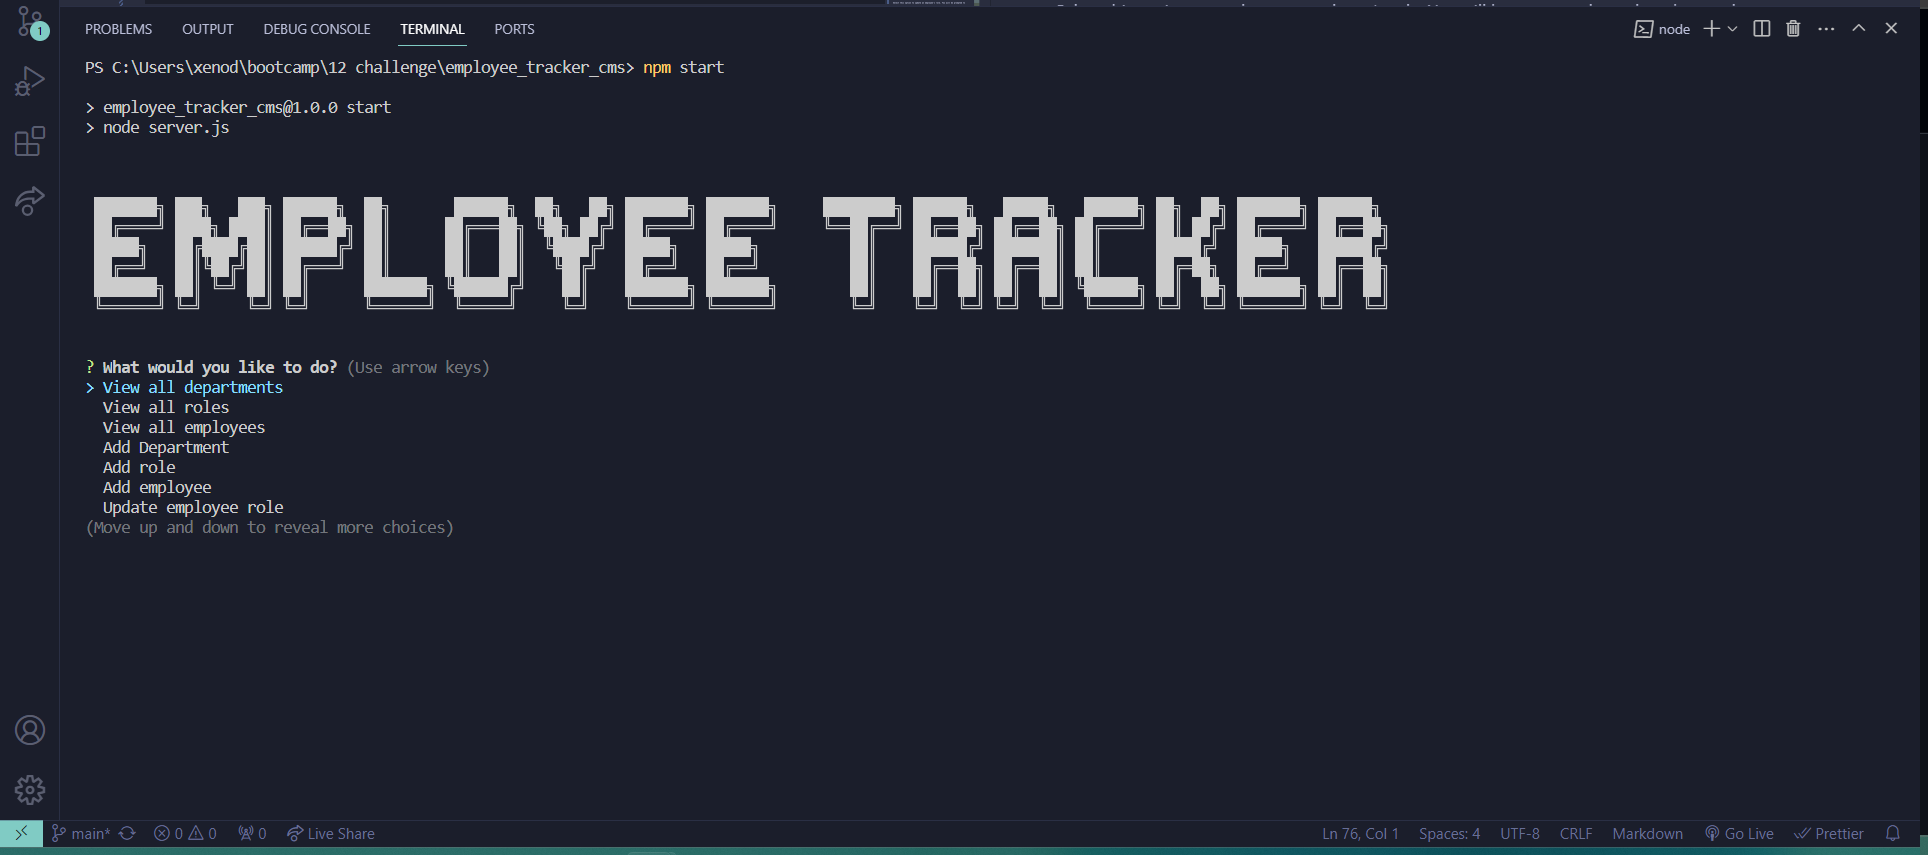 PROBLEMS OUTPUT DEBUG CONSOLE TERMINAL PORTS node
1
PS C:\Users\xenod\bootcamp\12 challenge\employee_tracker_cms> npm start
> employee_tracker_cms@1.0.0 start
> node server.js
EMPLOYEE TRACKER
? What would you like to do? (Use arrow keys)
> View all departments
View all roles
View all employees
Add Department
Add role
Add employee
Update employee role
(Move up and down to reveal more choices)
main* 0 0 0 Live Share Ln 76, Col 1 Spaces: 4 UTF-8 CRLF Markdown Go Live Prettier